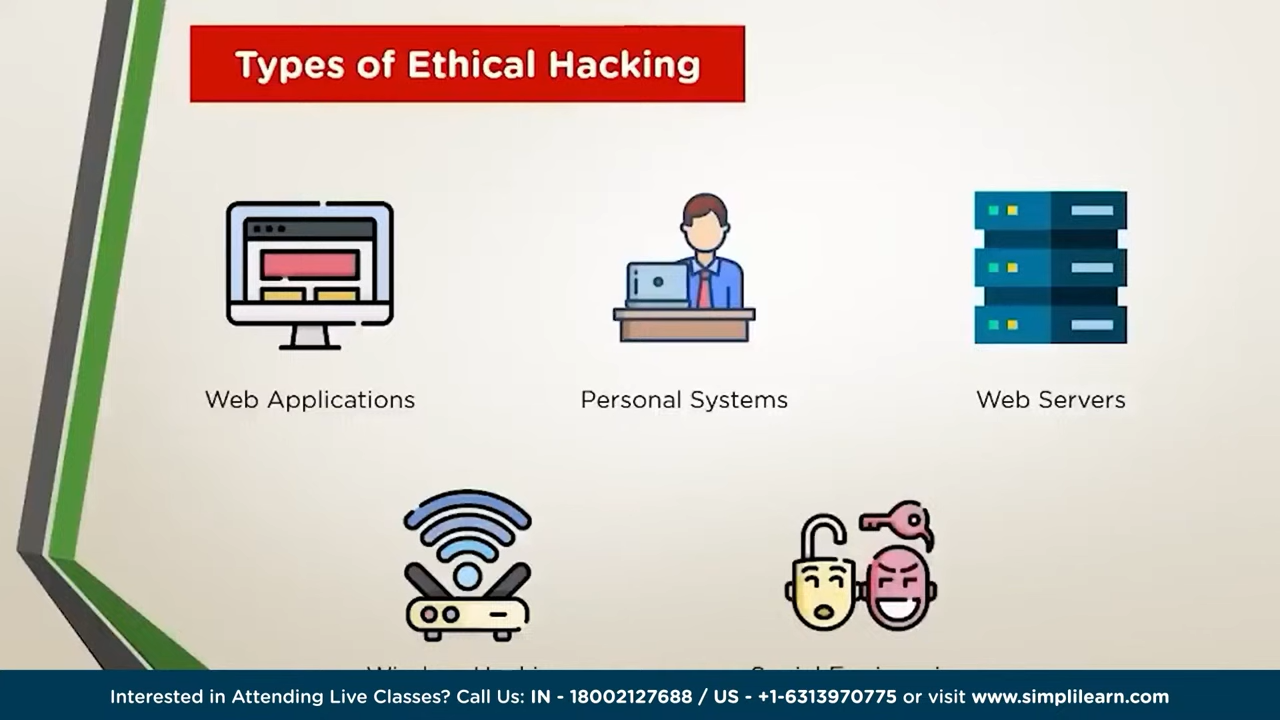 Types of Ethical Hacking
Web Applications
Personal Systems
Web Servers
Interested in Attending Live Classes? Call Us: IN - 18002127688 / US - +1-6313970775 or visit www.simplilearn.com